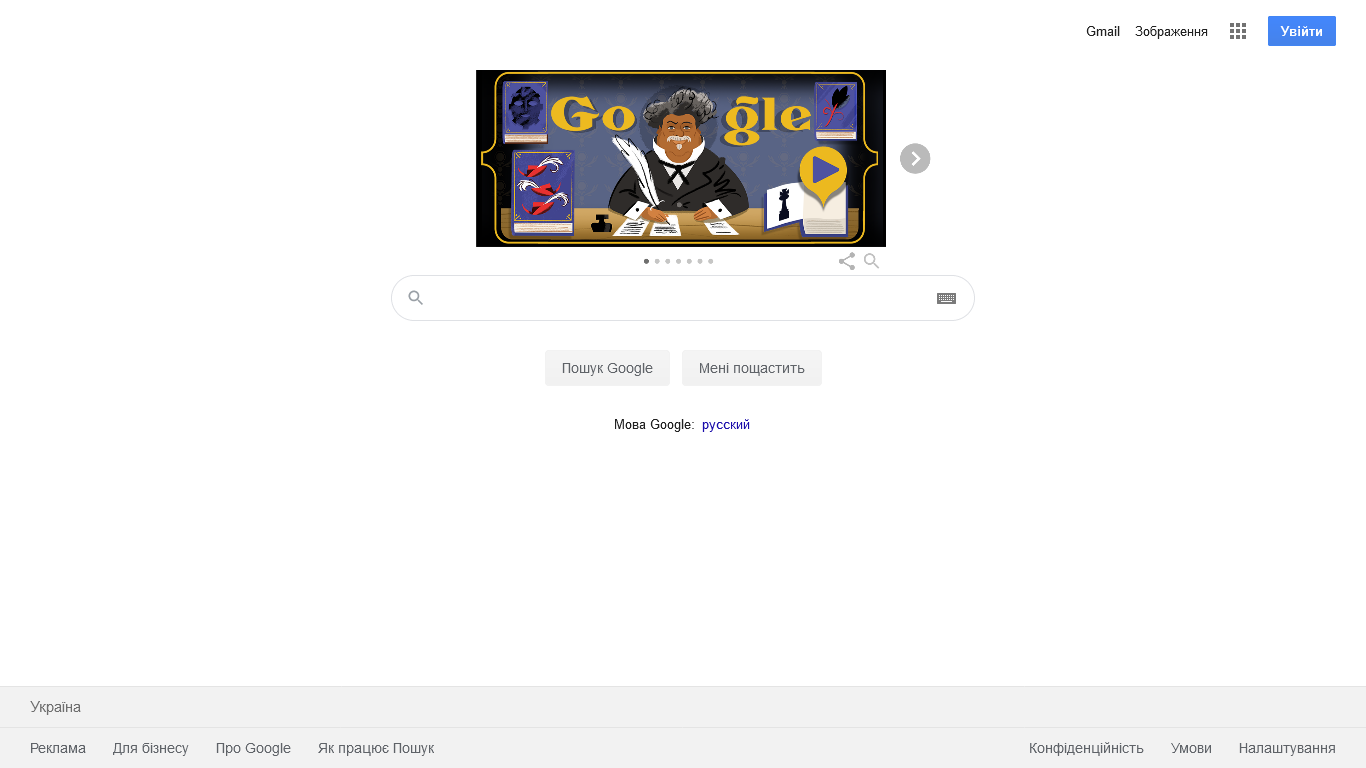 Gmail Зображення Увійти
Google
Пошук Google Мені пощастить
Мова Google: русский
Україна
Реклама Для бізнесу Про Google Як працює Пошук Конфіденційність Умови Налаштування